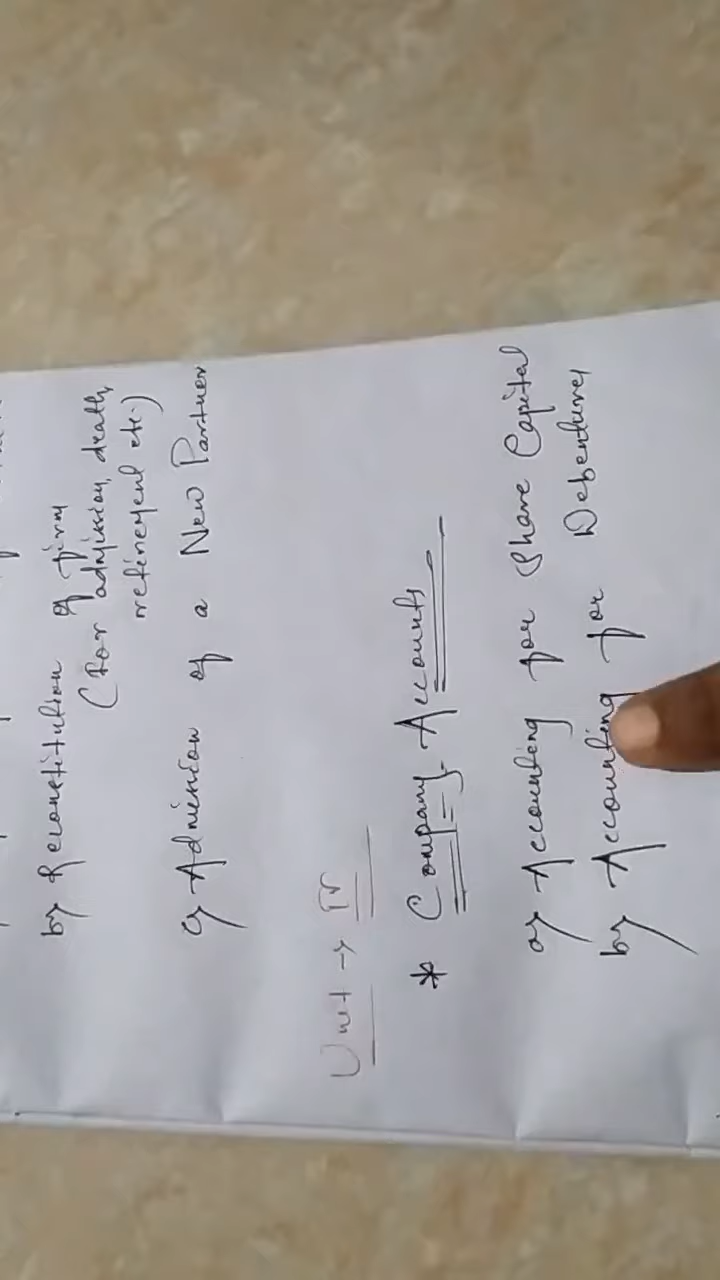 b) Reconstitution of firm
(For admission, death,
retirement etc.)
c) Admission of a New Partner
Unit → IV
* Company Accounts
a) Accounting for Share Capital
b) Accounting for Debentures